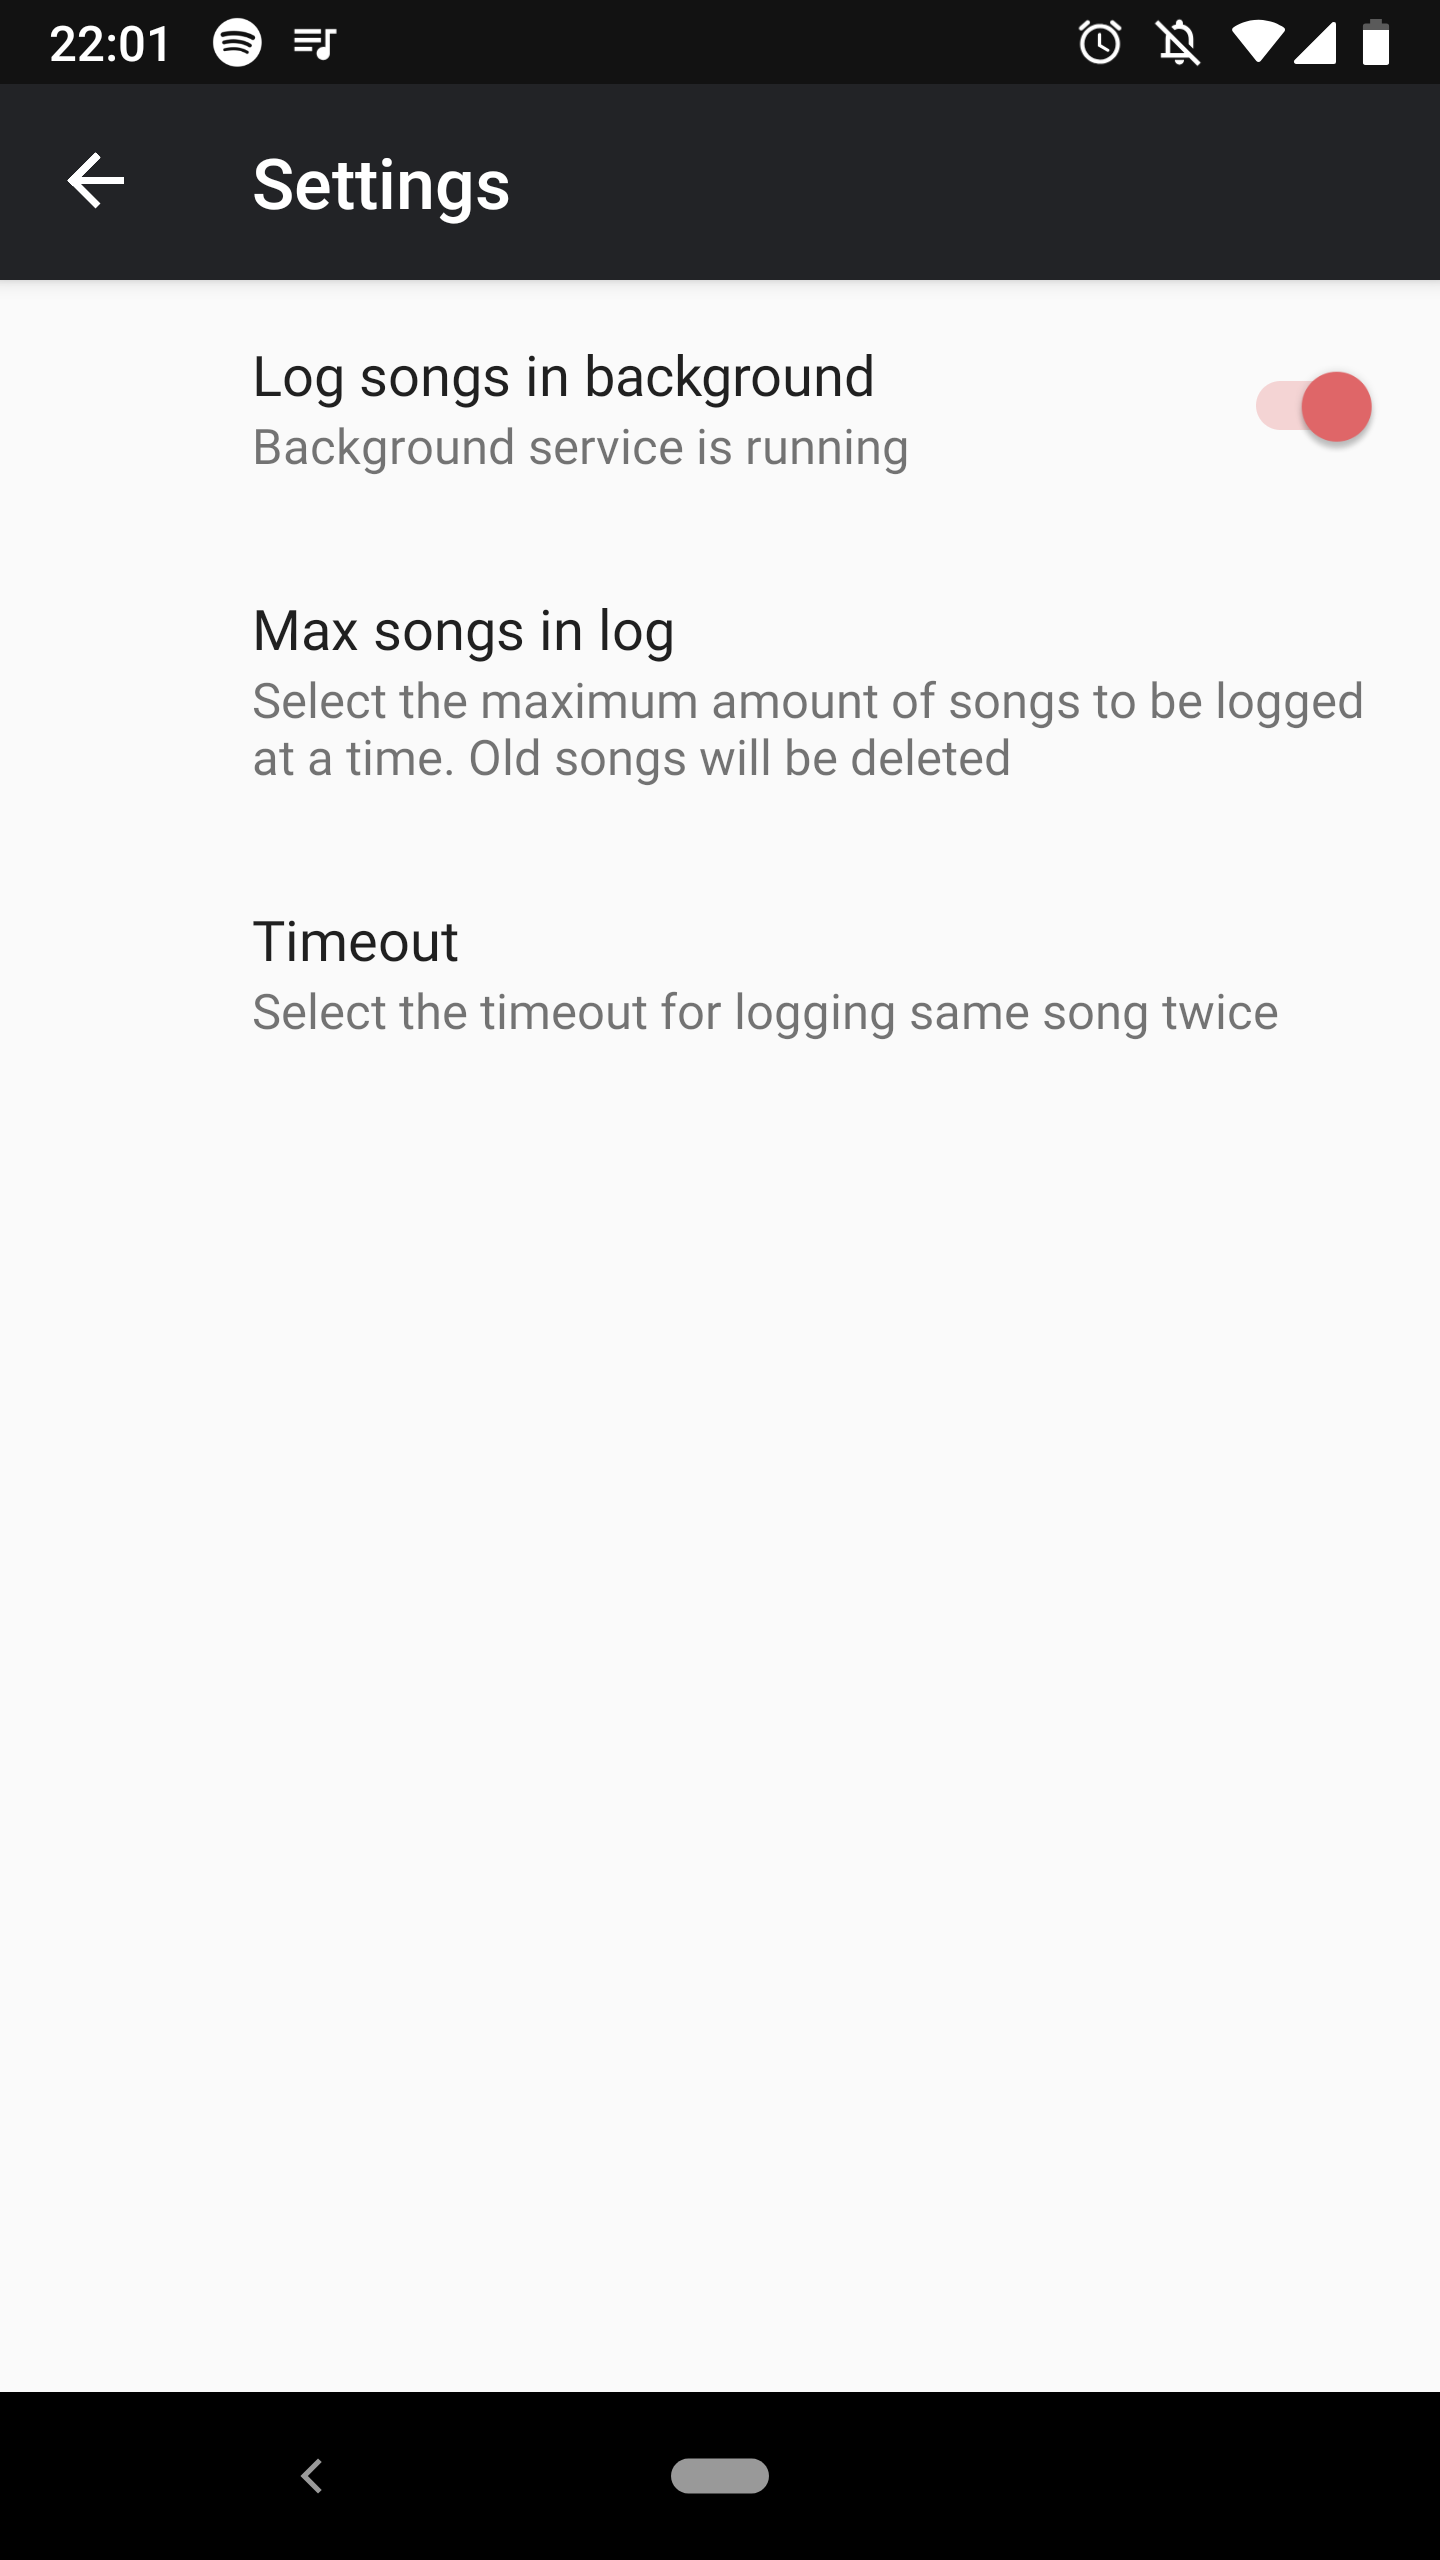 22:01
Settings
Log songs in background
Background service is running
Max songs in log
Select the maximum amount of songs to be logged
at a time. Old songs will be deleted
Timeout
Select the timeout for logging same song twice